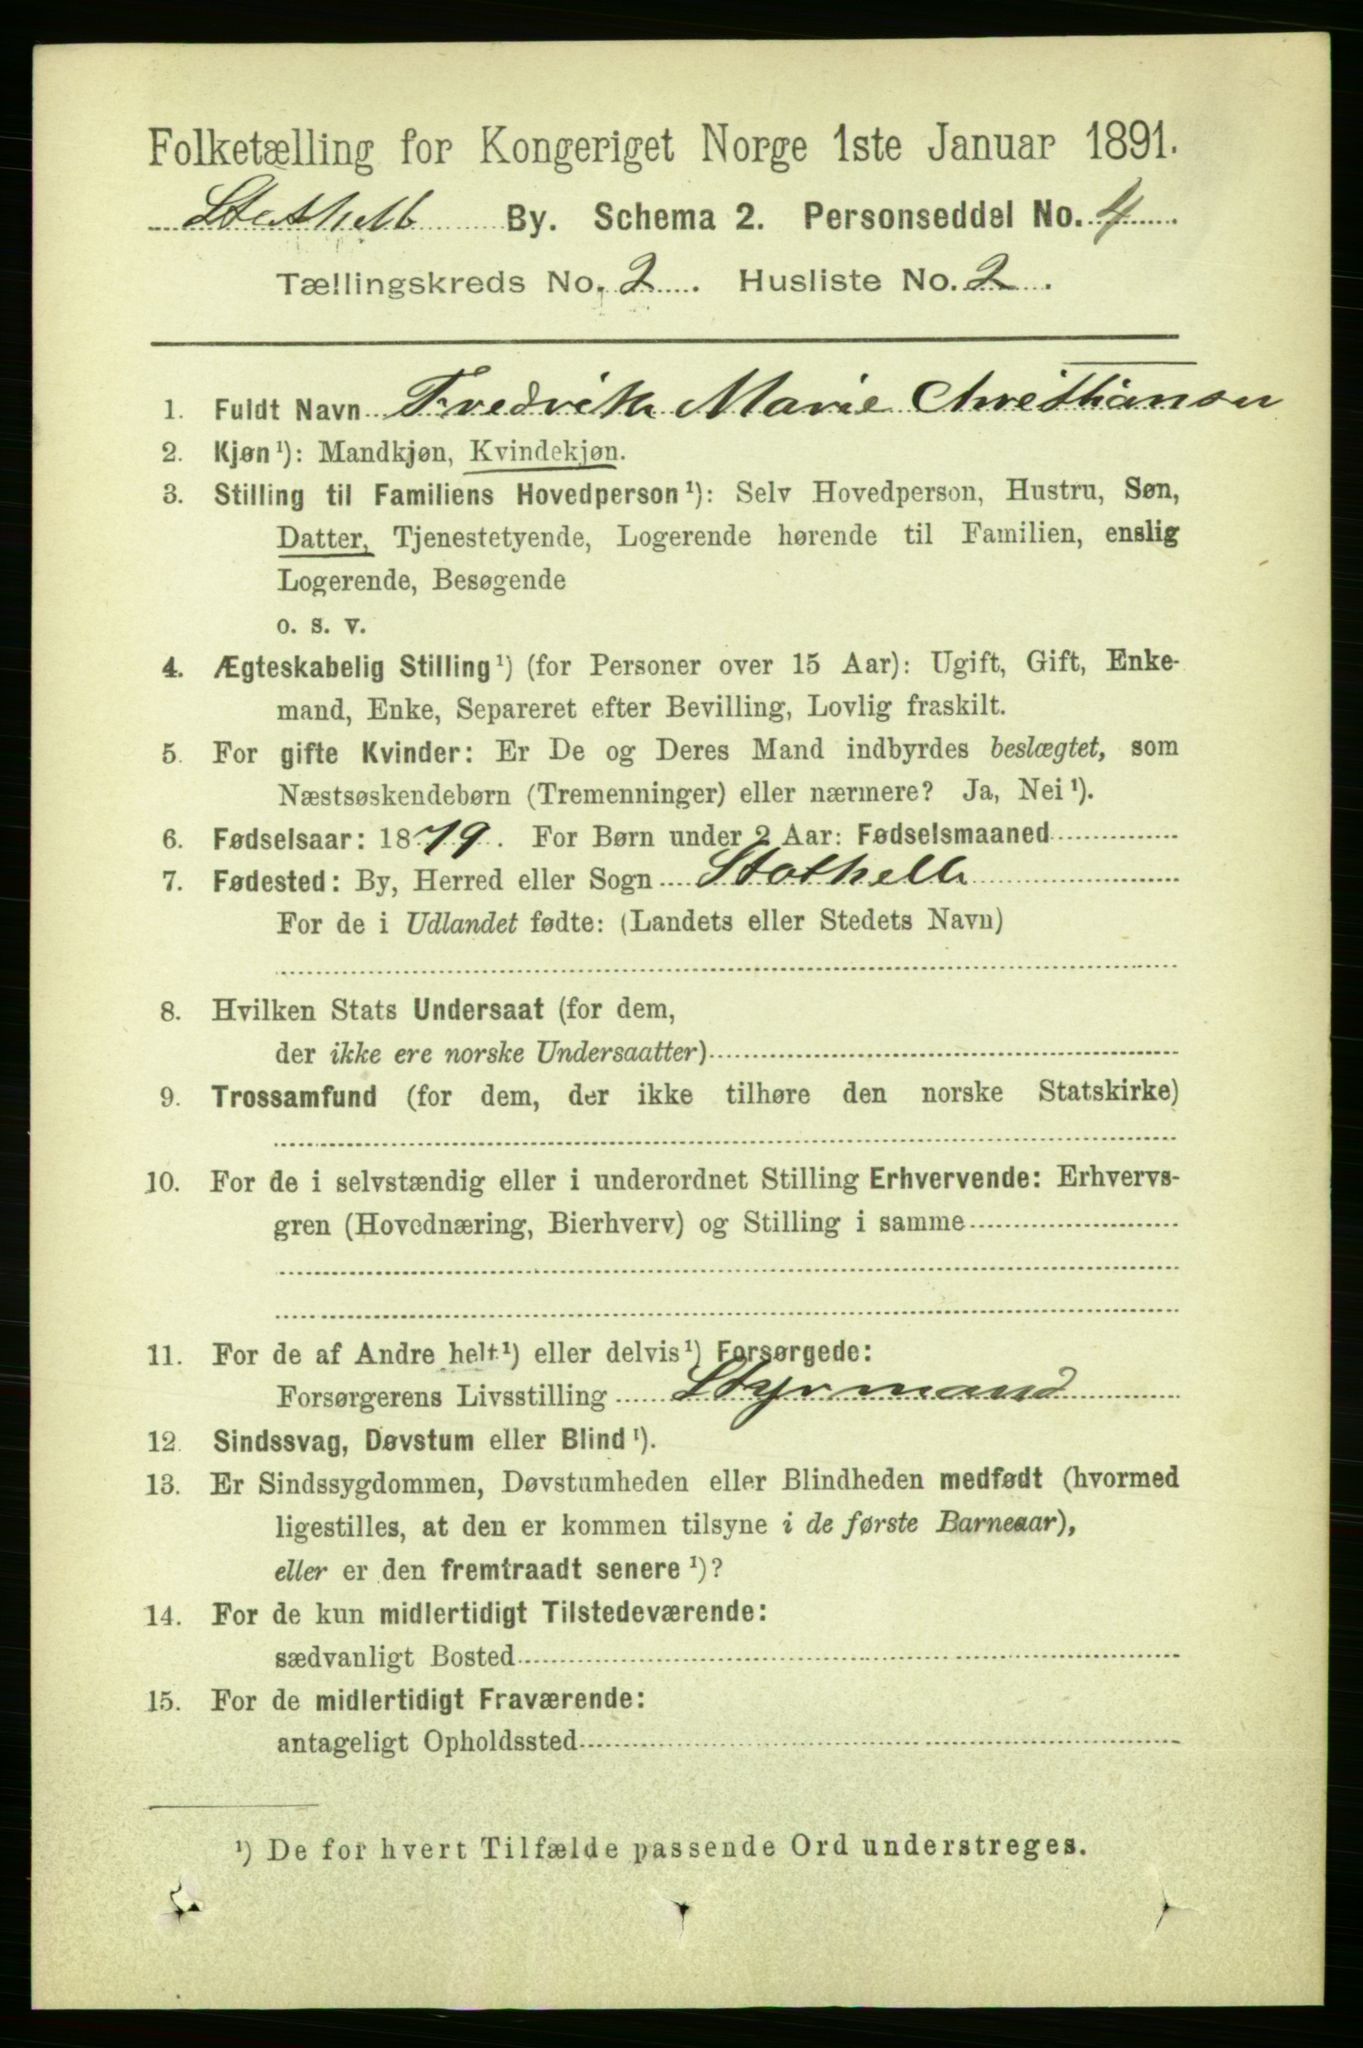 Folketælling for Kongeriget Norge 1ste Januar 1891.
Stathelle By. Schema 2. Personseddel No. 4
Tællingskreds No. 2. Husliste No. 2.
1. Fuldt Navn Fredrik Marie Christiansen
2. Kjøn¹): Mandkjøn, Kvindekjøn.
3. Stilling til Familiens Hovedperson¹): Selv Hovedperson, Hustru, Søn,
Datter, Tjenestetyende, Logerende hørende til Familien, enslig
Logerende, Besøgende
o. s. v.
4. Ægteskabelig Stilling¹) (for Personer over 15 Aar): Ugift, Gift, Enke-
mand, Enke, Separeret efter Bevilling, Lovlig fraskilt.
5. For gifte Kvinder: Er De og Deres Mand indbyrdes beslægtet, som
Næstsøskendebørn (Tremenninger) eller nærmere? Ja, Nei¹).
6. Fødselsaar: 1879. For Børn under 2 Aar: Fødselsmaaned
7. Fødested: By, Herred eller Sogn Stathelle
For de i Udlandet fødte: (Landets eller Stedets Navn)
8. Hvilken Stats Undersaat (for dem,
der ikke ere norske Undersaatter)
9. Trossamfund (for dem, der ikke tilhøre den norske Statskirke)
10. For de i selvstændig eller i underordnet Stilling Erhvervende: Erhvervs-
gren (Hovednæring, Bierhverv) og Stilling i samme
11. For de af Andre helt¹) eller delvis¹) Forsørgede:
Forsørgerens Livsstilling Styrmand
12. Sindssvag, Døvstum eller Blind¹).
13. Er Sindssygdommen, Døvstumheden eller Blindheden medfødt (hvormed
ligestilles, at den er kommen tilsyne i de første Barneaar),
eller er den fremtraadt senere¹)?
14. For de kun midlertidigt Tilstedeværende:
sædvanligt Bosted
15. For de midlertidigt Fraværende:
antageligt Opholdssted
¹) De for hvert Tilfælde passende Ord understreges.